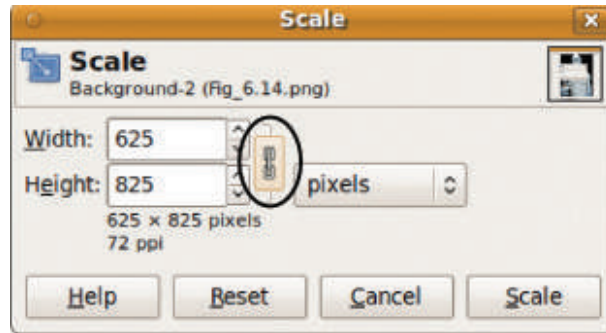 Scale
Scale
Background-2 (Fig_6.14.png)
Width: 625
Height: 825 pixels
625 × 825 pixels
72 ppi
Help Reset Cancel Scale